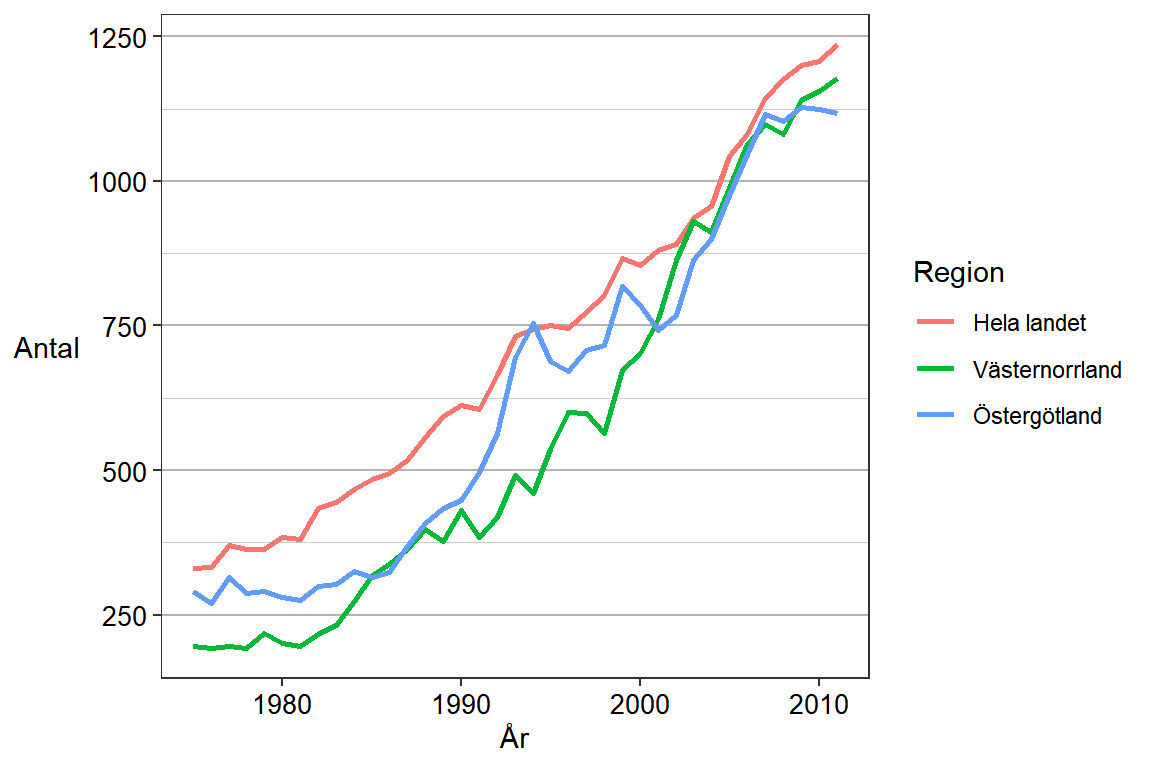 1250
1000
750
500
250
Antal
1980 1990 2000 2010
År
Region
Hela landet
Västernorrland
Östergötland